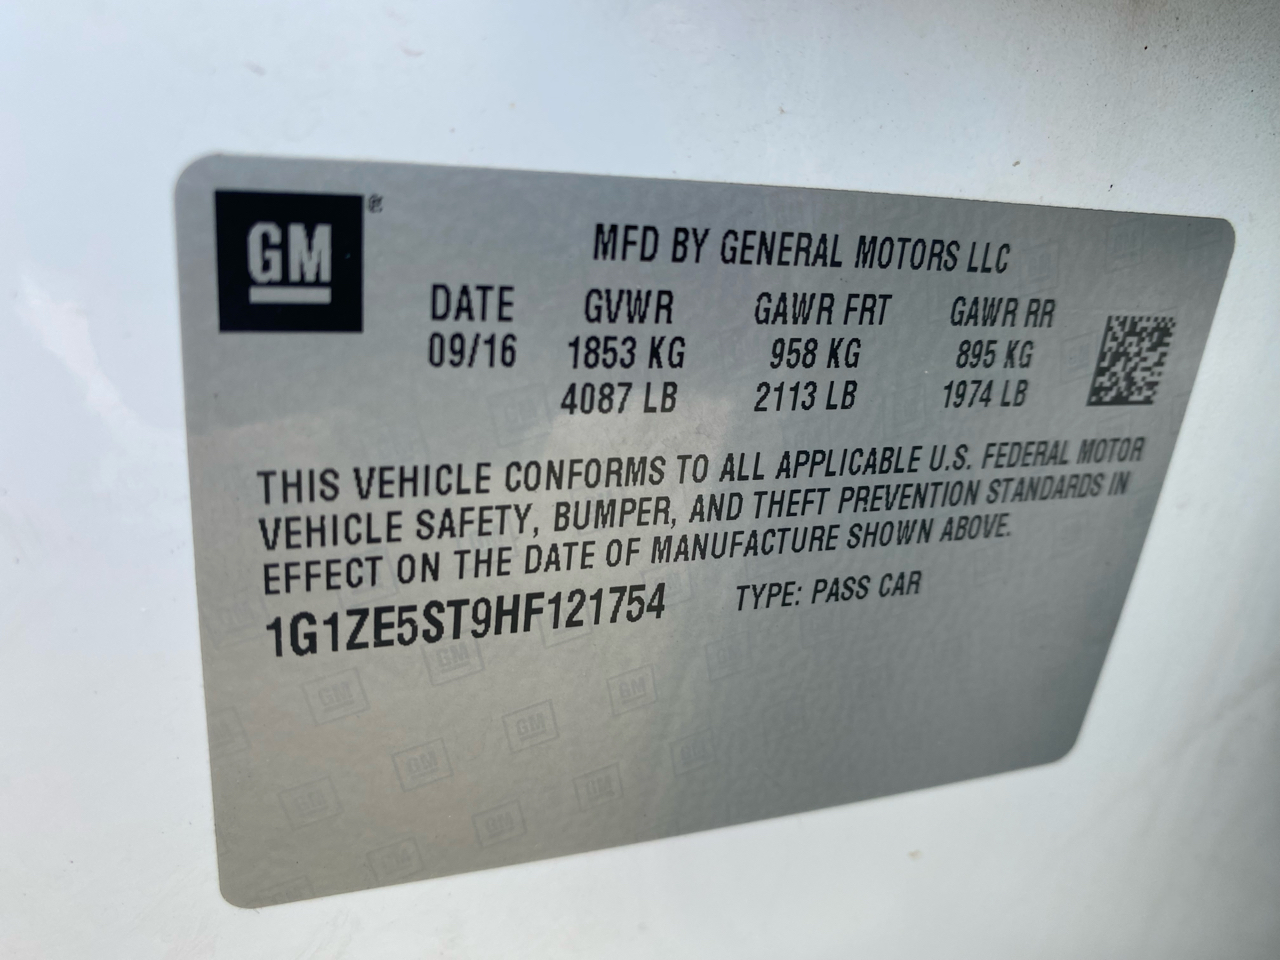 GM
MFD BY GENERAL MOTORS LLC
DATE GVWR GAWR FRT GAWR RR
09/16 1853 KG 958 KG 895 KG
4087 LB 2113 LB 1974 LB
THIS VEHICLE CONFORMS TO ALL APPLICABLE U.S. FEDERAL MOTOR
VEHICLE SAFETY, BUMPER, AND THEFT PREVENTION STANDARDS IN
EFFECT ON THE DATE OF MANUFACTURE SHOWN ABOVE.
1G1ZE5ST9HF121754 TYPE: PASS CAR